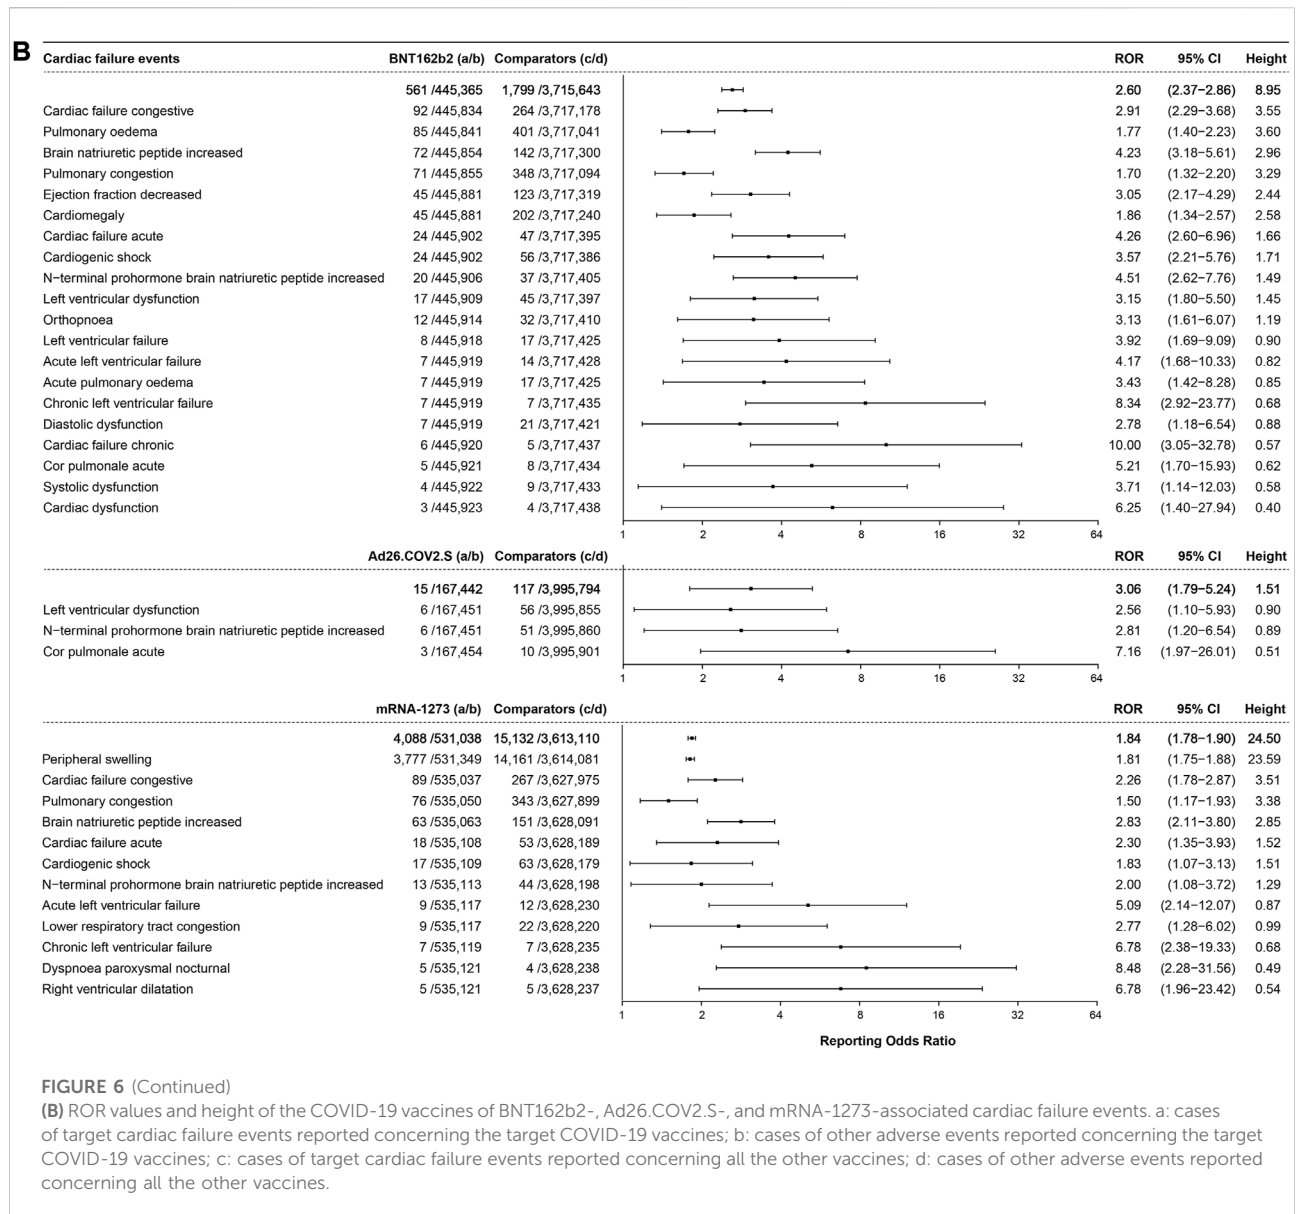 B
Cardiac failure events BNT162b2 (a/b) Comparators (c/d) ROR 95% CI Height
561 /445,365 1,799 /3,715,643 2.60 (2.37−2.86) 8.95
Cardiac failure congestive 92 /445,834 264 /3,717,178 2.91 (2.29−3.68) 3.55
Pulmonary oedema 85 /445,841 401 /3,717,041 1.77 (1.40−2.23) 3.60
Brain natriuretic peptide increased 72 /445,854 142 /3,717,300 4.23 (3.18−5.61) 2.96
Pulmonary congestion 71 /445,855 348 /3,717,094 1.70 (1.32−2.20) 3.29
Ejection fraction decreased 45 /445,881 123 /3,717,319 3.05 (2.17−4.29) 2.44
Cardiomegaly 45 /445,881 202 /3,717,240 1.86 (1.34−2.57) 2.58
Cardiac failure acute 24 /445,902 47 /3,717,395 4.26 (2.60−6.96) 1.66
Cardiogenic shock 24 /445,902 56 /3,717,386 3.57 (2.21−5.76) 1.71
N−terminal prohormone brain natriuretic peptide increased 20 /445,906 37 /3,717,405 4.51 (2.62−7.76) 1.49
Left ventricular dysfunction 17 /445,909 45 /3,717,397 3.15 (1.80−5.50) 1.45
Orthopnoea 12 /445,914 32 /3,717,410 3.13 (1.61−6.07) 1.19
Left ventricular failure 8 /445,918 17 /3,717,425 3.92 (1.69−9.09) 0.90
Acute left ventricular failure 7 /445,919 14 /3,717,428 4.17 (1.68−10.33) 0.82
Acute pulmonary oedema 7 /445,919 17 /3,717,425 3.43 (1.42−8.28) 0.85
Chronic left ventricular failure 7 /445,919 7 /3,717,435 8.34 (2.92−23.77) 0.68
Diastolic dysfunction 7 /445,919 21 /3,717,421 2.78 (1.18−6.54) 0.88
Cardiac failure chronic 6 /445,920 5 /3,717,437 10.00 (3.05−32.78) 0.57
Cor pulmonale acute 5 /445,921 8 /3,717,434 5.21 (1.70−15.93) 0.62
Systolic dysfunction 4 /445,922 9 /3,717,433 3.71 (1.14−12.03) 0.58
Cardiac dysfunction 3 /445,923 4 /3,717,438 6.25 (1.40−27.94) 0.40
1 2 4 8 16 32 64
Ad26.COV2.S (a/b) Comparators (c/d) ROR 95% CI Height
15 /167,442 117 /3,995,794 3.06 (1.79−5.24) 1.51
Left ventricular dysfunction 6 /167,451 56 /3,995,855 2.56 (1.10−5.93) 0.90
N−terminal prohormone brain natriuretic peptide increased 6 /167,451 51 /3,995,860 2.81 (1.20−6.54) 0.89
Cor pulmonale acute 3 /167,454 10 /3,995,901 7.16 (1.97−26.01) 0.51
1 2 4 8 16 32 64
mRNA-1273 (a/b) Comparators (c/d) ROR 95% CI Height
4,088 /531,038 15,132 /3,613,110 1.84 (1.78−1.90) 24.50
Peripheral swelling 3,777 /531,349 14,161 /3,614,081 1.81 (1.75−1.88) 23.59
Cardiac failure congestive 89 /535,037 267 /3,627,975 2.26 (1.78−2.87) 3.51
Pulmonary congestion 76 /535,050 343 /3,627,899 1.50 (1.17−1.93) 3.38
Brain natriuretic peptide increased 63 /535,063 151 /3,628,091 2.83 (2.11−3.80) 2.85
Cardiac failure acute 18 /535,108 53 /3,628,189 2.30 (1.35−3.93) 1.52
Cardiogenic shock 17 /535,109 63 /3,628,179 1.83 (1.07−3.13) 1.51
N−terminal prohormone brain natriuretic peptide increased 13 /535,113 44 /3,628,198 2.00 (1.08−3.72) 1.29
Acute left ventricular failure 9 /535,117 12 /3,628,230 5.09 (2.14−12.07) 0.87
Lower respiratory tract congestion 9 /535,117 22 /3,628,220 2.77 (1.28−6.02) 0.99
Chronic left ventricular failure 7 /535,119 7 /3,628,235 6.78 (2.38−19.33) 0.68
Dyspnoea paroxysmal nocturnal 5 /535,121 4 /3,628,238 8.48 (2.28−31.56) 0.49
Right ventricular dilatation 5 /535,121 5 /3,628,237 6.78 (1.96−23.42) 0.54
1 2 4 8 16 32 64
Reporting Odds Ratio
FIGURE 6 (Continued)
(B) ROR values and height of the COVID-19 vaccines of BNT162b2-, Ad26.COV2.S-, and mRNA-1273-associated cardiac failure events. a: cases
of target cardiac failure events reported concerning the target COVID-19 vaccines; b: cases of other adverse events reported concerning the target
COVID-19 vaccines; c: cases of target cardiac failure events reported concerning all the other vaccines; d: cases of other adverse events reported
concerning all the other vaccines.